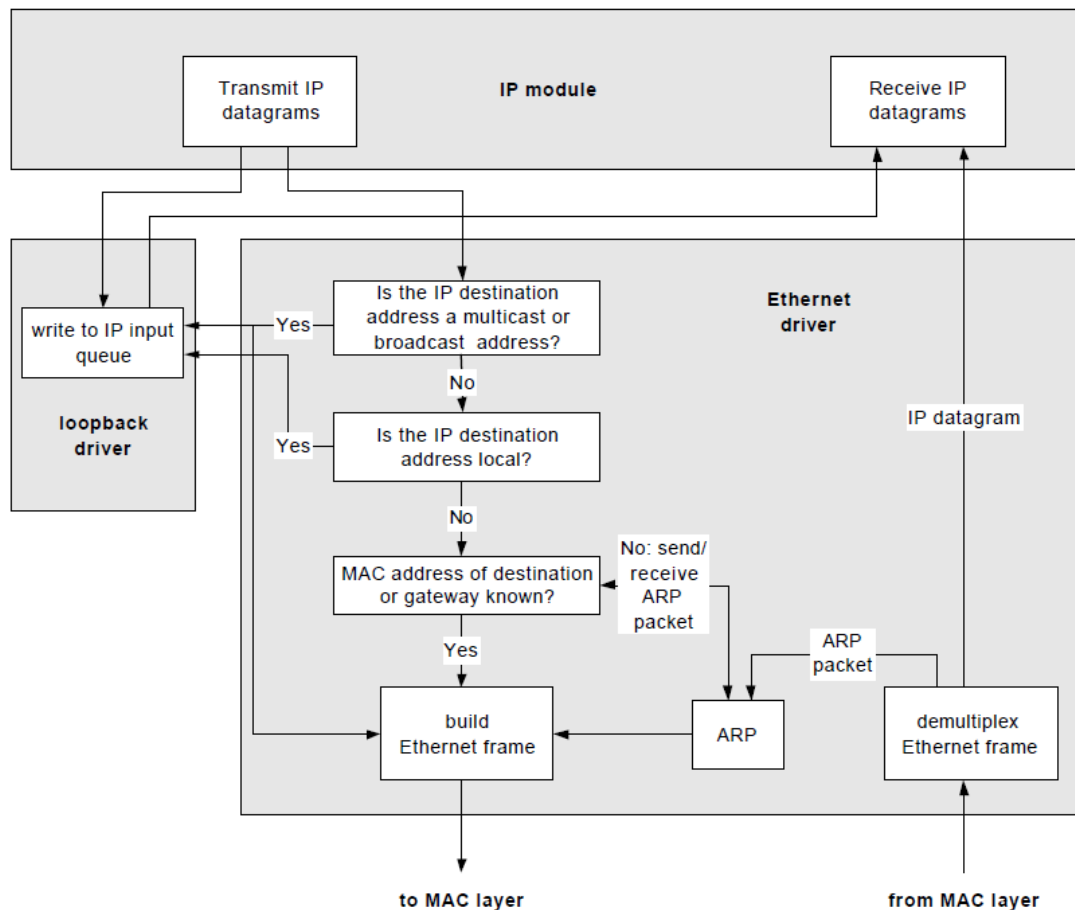 Transmit IP
datagrams
IP module
Receive IP
datagrams
Is the IP destination
address a multicast or
broadcast address?
Ethernet
driver
Yes
write to IP input
queue
No
IP datagram
loopback
driver
Yes
Is the IP destination
address local?
No
No: send/
receive
ARP
packet
MAC address of destination
or gateway known?
Yes
ARP
packet
build
Ethernet frame
ARP
demultiplex
Ethernet frame
to MAC layer
from MAC layer